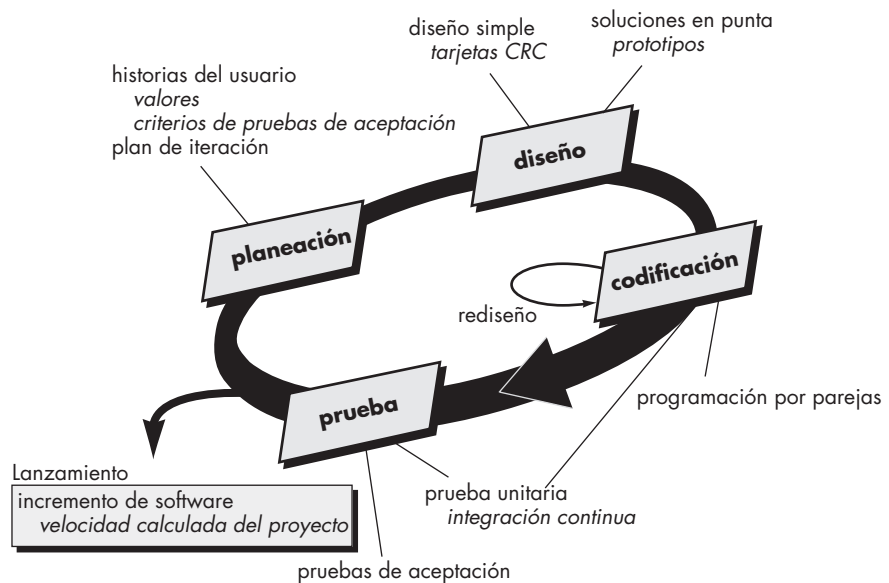 diseño simple
tarjetas CRC
soluciones en punta
prototipos
historias del usuario
valores
criterios de pruebas de aceptación
plan de iteración
diseño
planeación
codificación
rediseño
prueba
programación por parejas
Lanzamiento
incremento de software
velocidad calculada del proyecto
prueba unitaria
integración continua
pruebas de aceptación